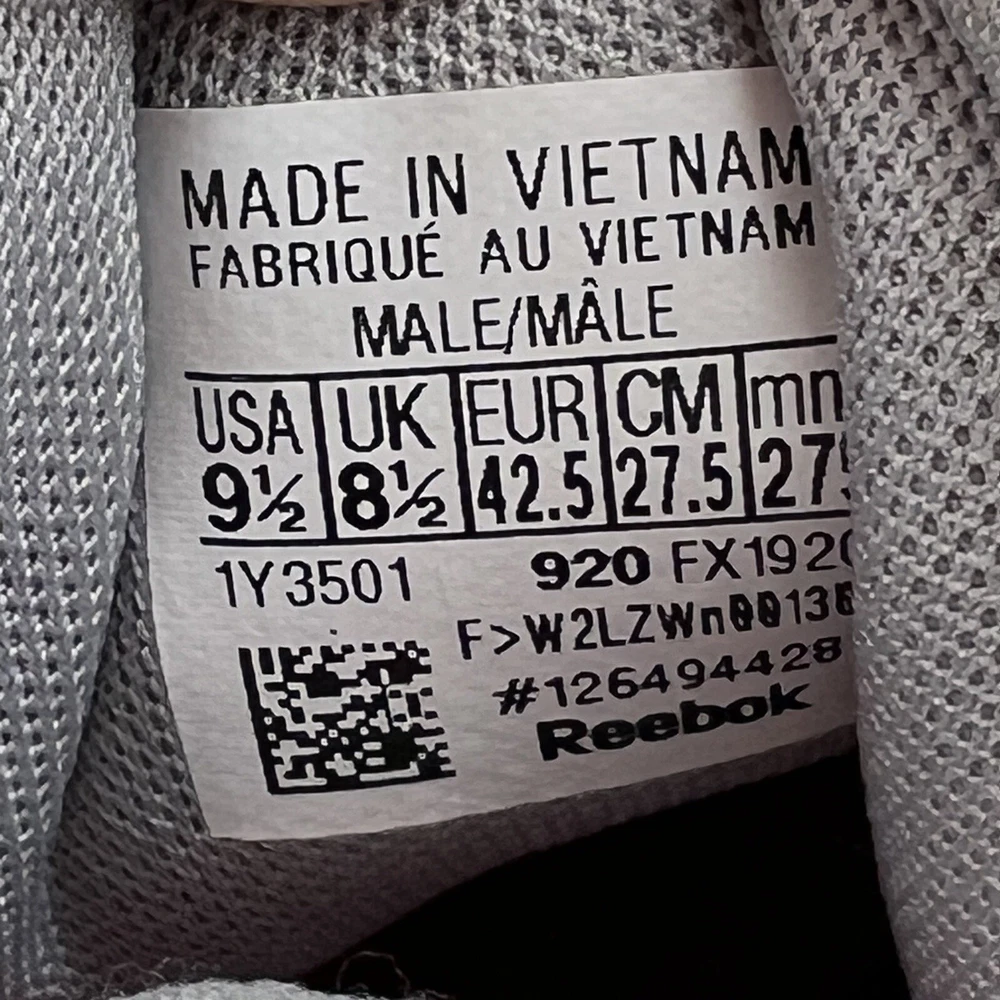 MADE IN VIETNAM
FABRIQUÉ AU VIETNAM
MALE/MÂLE
USA UK EUR CM
9½ 8½ 42.5 27.5
1Y3501 920
#126494428
Reebok